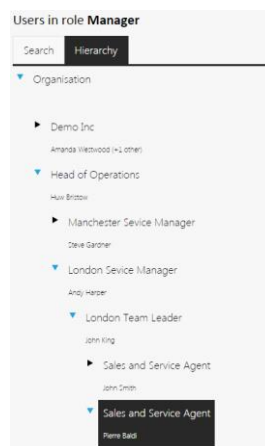 Users in role Manager
Search Hierarchy
Organisation
Demo Inc
Amanda Westwood (+1 other)
Head of Operations
Huw Bristow
Manchester Sevice Manager
Steve Gardner
London Sevice Manager
Andy Harper
London Team Leader
John King
Sales and Service Agent
John Smith
Sales and Service Agent
Pierre Baldi